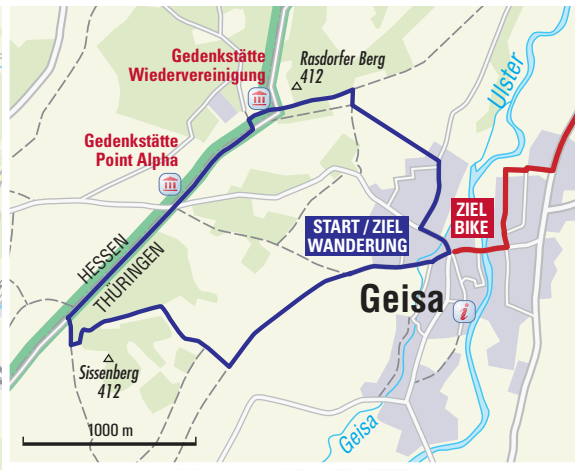 Gedenkstätte
Wiedervereinigung
Rasdorfer Berg
412
Ulster
Gedenkstätte
Point Alpha
START / ZIEL
WANDERUNG
ZIEL
BIKE
HESSEN
THÜRINGEN
Geisa
i
Sissenberg
412
1000 m
Geisa